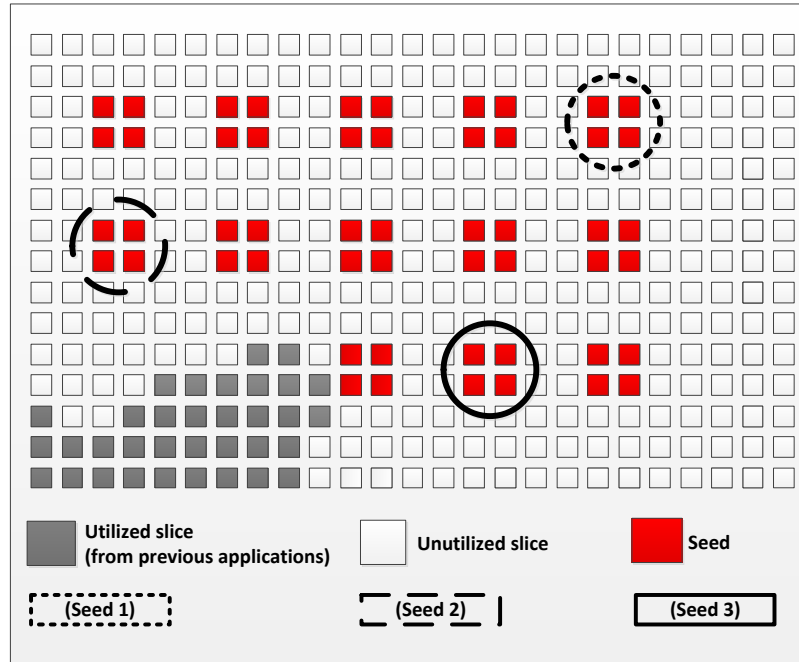 Utilized slice
(from previous applications)
Unutilized slice
Seed
(Seed 1)
(Seed 2)
(Seed 3)